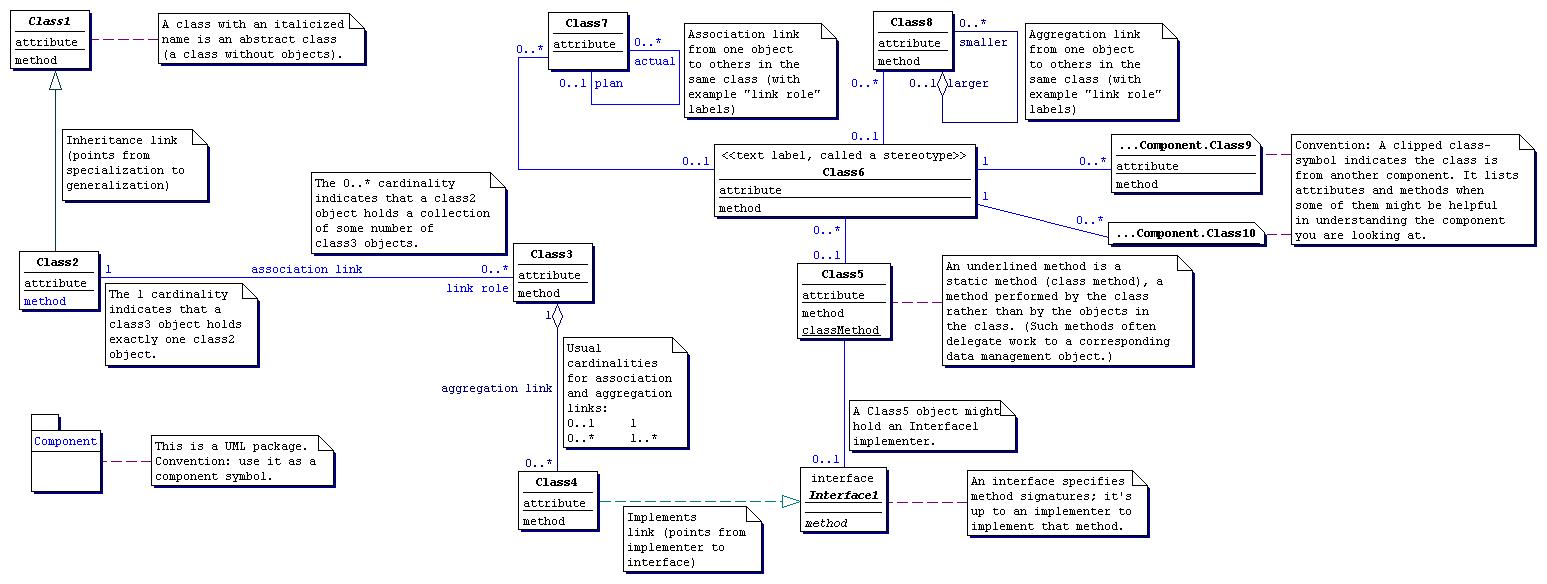 Class1
attribute
method
A class with an italicized
name is an abstract class
(a class without objects).
Inheritance link
(points from
specialization to
generalization)
Class2
attribute
method
1
association link
0..*
link role
The 1 cardinality
indicates that a
class3 object holds
exactly one class2
object.
The 0..* cardinality
indicates that a class2
object holds a collection
of some number of
class3 objects.
Class3
attribute
method
1
aggregation link
0..*
Usual
cardinalities
for association
and aggregation
links:
0..1 1
0..* 1..*
Component
This is a UML package.
Convention: use it as a
component symbol.
Class4
attribute
method
Implements
link (points from
implementer to
interface)
Class7
attribute
0..*
0..*
actual
0..1 plan
Association link
from one object
to others in the
same class (with
example "link role"
labels)
Class8
attribute
method
0..*
smaller
0..1 larger
0..*
0..1
Aggregation link
from one object
to others in the
same class (with
example "link role"
labels)
0..1
<<text label, called a stereotype>>
Class6
attribute
method
1
0..*
1
0..*
...Component.Class9
attribute
method
...Component.Class10
Convention: A clipped class-
symbol indicates the class is
from another component. It lists
attributes and methods when
some of them might be helpful
in understanding the component
you are looking at.
0..*
0..1
Class5
attribute
method
classMethod
An underlined method is a
static method (class method), a
method performed by the class
rather than by the objects in
the class. (Such methods often
delegate work to a corresponding
data management object.)
A Class5 object might
hold an Interface1
implementer.
0..1
interface
Interface1
method
An interface specifies
method signatures; it's
up to an implementer to
implement that method.